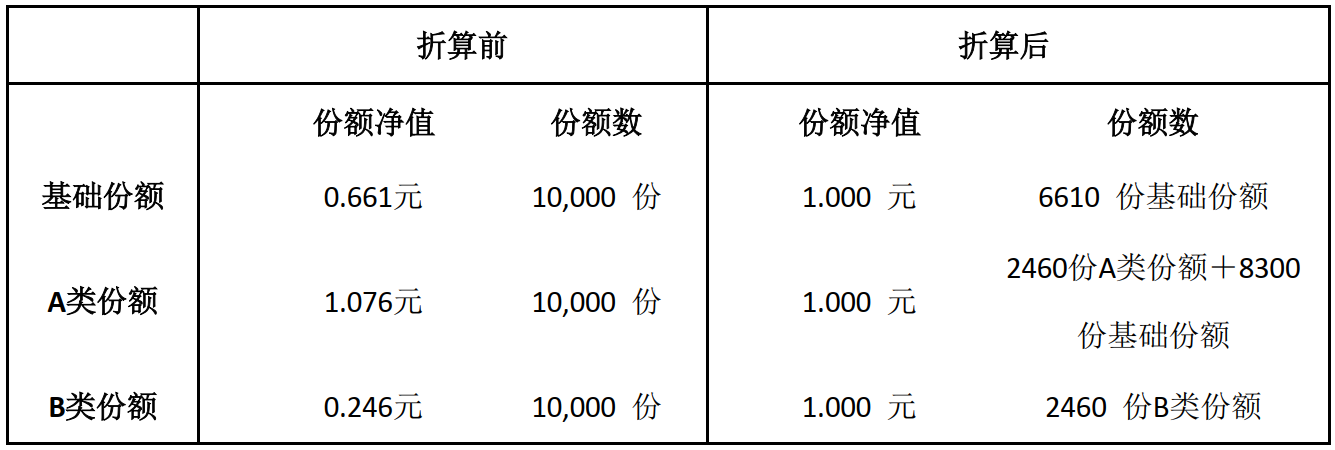 折算前 折算后
份额净值 份额数 份额净值 份额数
基础份额 0.661元 10,000 份 1.000 元 6610 份基础份额
A类份额 1.076元 10,000 份 1.000 元 2460份A类份额＋8300
份基础份额
B类份额 0.246元 10,000 份 1.000 元 2460 份B类份额